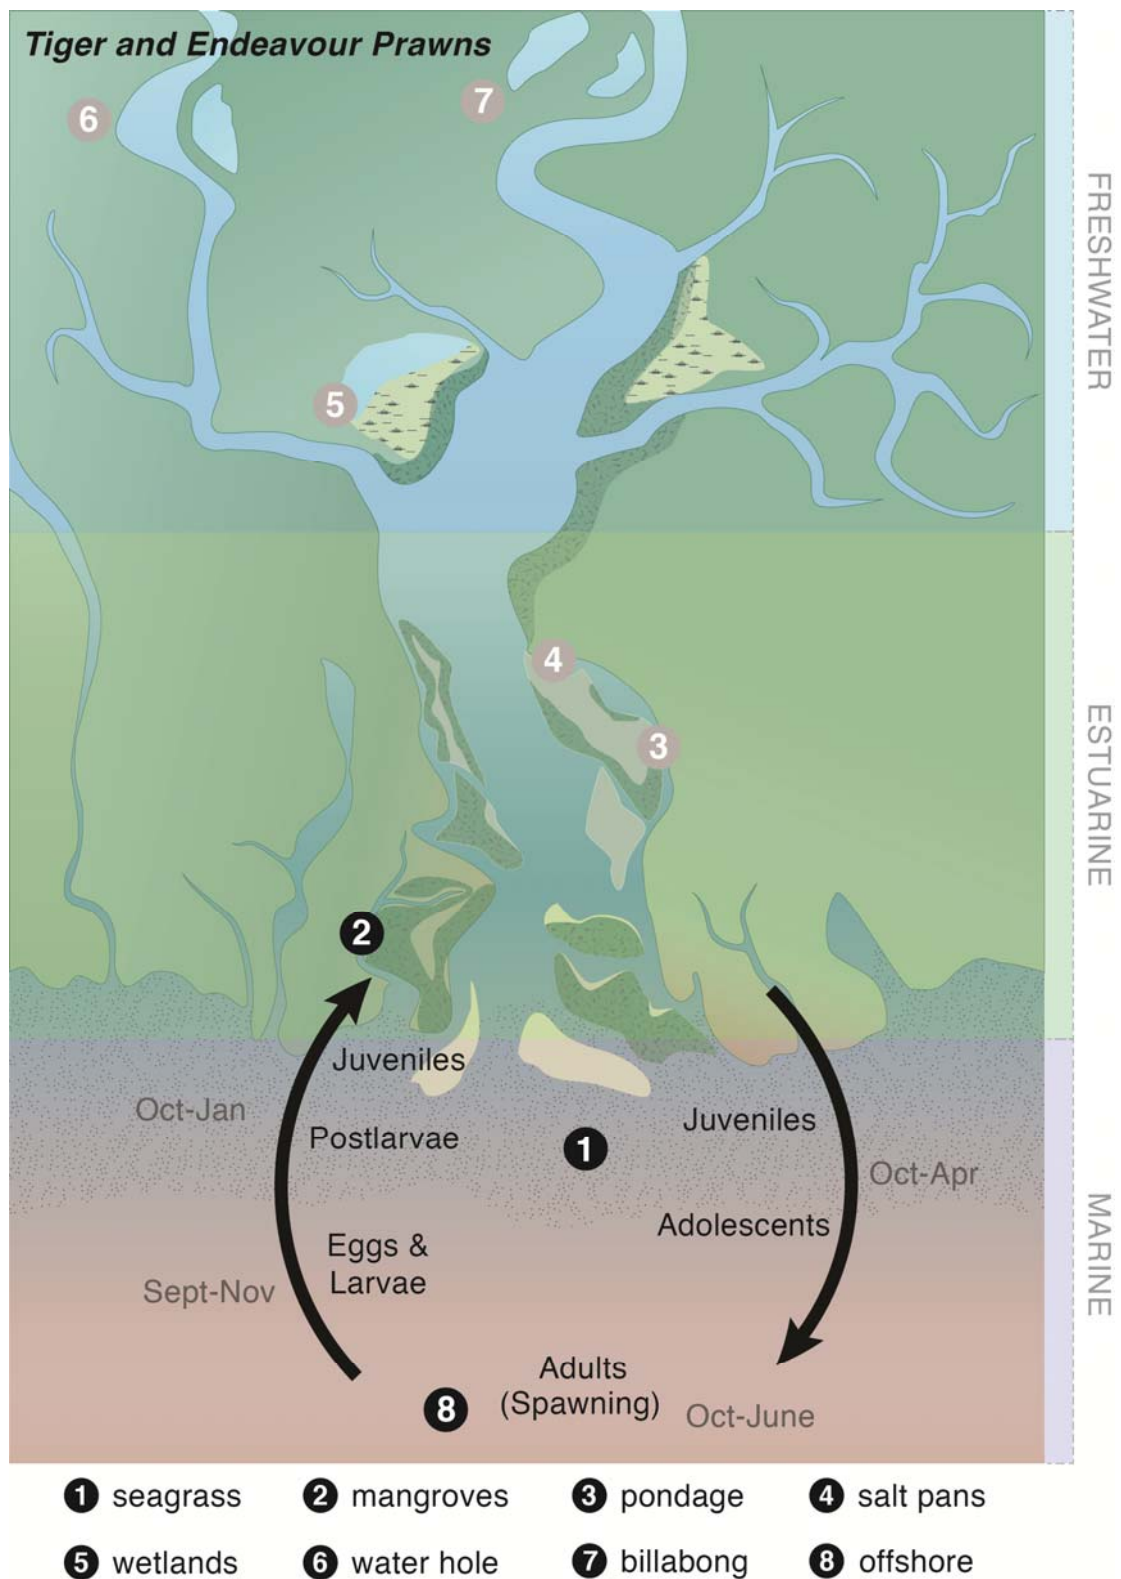 Tiger and Endeavour Prawns
6
7
FRESHWATER
5
4
3
ESTUARINE
2
Juveniles
Oct-Jan
Postlarvae
1
Juveniles
Oct-Apr
Adolescents
Eggs &
Larvae
Sept-Nov
MARINE
Adults
(Spawning)
8
Oct-June
1 seagrass 2 mangroves 3 pondage 4 salt pans
5 wetlands 6 water hole 7 billabong 8 offshore